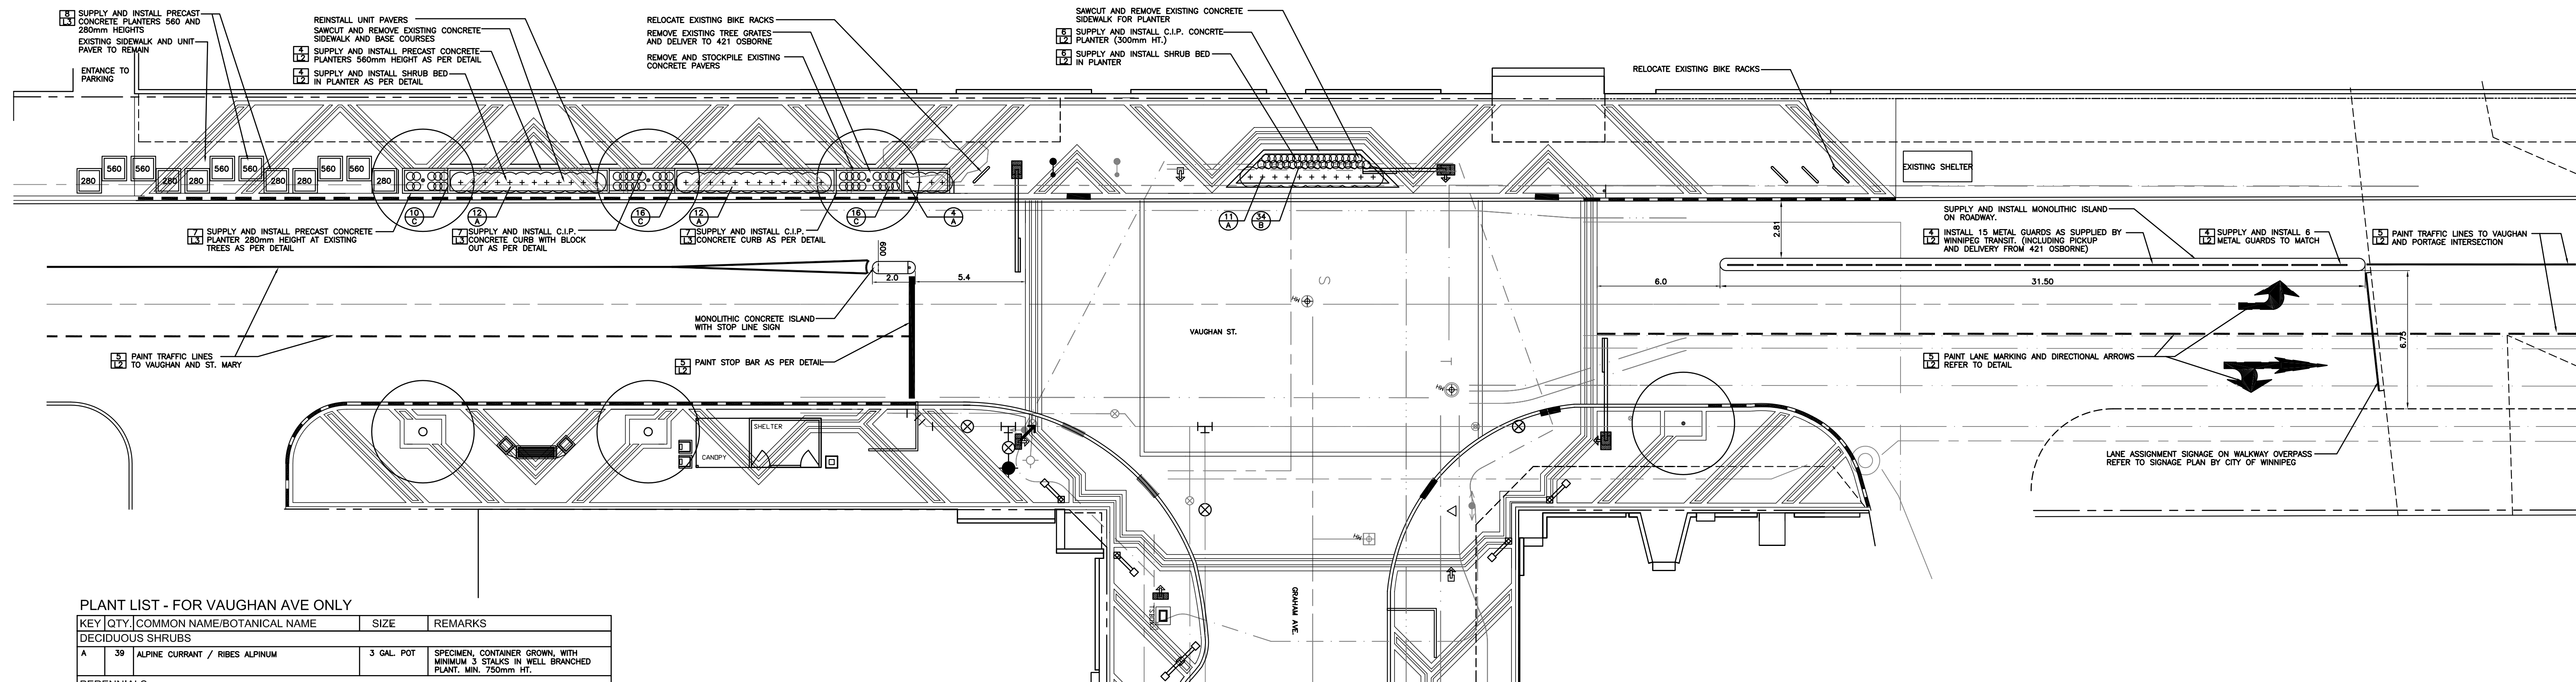 8
L3
SUPPLY AND INSTALL PRECAST
CONCRETE PLANTERS 560 AND
280mm HEIGHTS
EXISTING SIDEWALK AND UNIT
PAVER TO REMAIN
ENTANCE TO
PARKING
REINSTALL UNIT PAVERS
SAWCUT AND REMOVE EXISTING CONCRETE
SIDEWALK AND BASE COURSES
4
L2
SUPPLY AND INSTALL PRECAST CONCRETE
PLANTERS 560mm HEIGHT AS PER DETAIL
4
L2
SUPPLY AND INSTALL SHRUB BED
IN PLANTER AS PER DETAIL
RELOCATE EXISTING BIKE RACKS
REMOVE EXISTING TREE GRATES
AND DELIVER TO 421 OSBORNE
REMOVE AND STOCKPILE EXISTING
CONCRETE PAVERS
SAWCUT AND REMOVE EXISTING CONCRETE
SIDEWALK FOR PLANTER
6
L2
SUPPLY AND INSTALL C.I.P. CONCRTE
PLANTER (300mm HT.)
6
L2
SUPPLY AND INSTALL SHRUB BED
IN PLANTER
RELOCATE EXISTING BIKE RACKS
560 560 560 560 560 560
280 280 280 280 280 280
EXISTING SHELTER
10
C
12
A
16
C
12
A
16
C
4
A
11
A
34
B
7
L3
SUPPLY AND INSTALL PRECAST CONCRETE
PLANTER 280mm HEIGHT AT EXISTING
TREES AS PER DETAIL
7
L3
SUPPLY AND INSTALL C.I.P.
CONCRETE CURB WITH BLOCK
OUT AS PER DETAIL
7
L3
SUPPLY AND INSTALL C.I.P.
CONCRETE CURB AS PER DETAIL
600
2.0
5.4
2.81
SUPPLY AND INSTALL MONOLITHIC ISLAND
ON ROADWAY.
4
L2
INSTALL 15 METAL GUARDS AS SUPPLIED BY
WINNIPEG TRANSIT. (INCLUDING PICKUP
AND DELIVERY FROM 421 OSBORNE)
4
L2
SUPPLY AND INSTALL 6
METAL GUARDS TO MATCH
5
L2
PAINT TRAFFIC LINES TO VAUGHAN
AND PORTAGE INTERSECTION
6.0
31.50
S
HH
MONOLITHIC CONCRETE ISLAND
WITH STOP LINE SIGN
VAUGHAN ST.
6.75
5
L2
PAINT TRAFFIC LINES
TO VAUGHAN AND ST. MARY
5
L2
PAINT STOP BAR AS PER DETAIL
5
L2
PAINT LANE MARKING AND DIRECTIONAL ARROWS
REFER TO DETAIL
HH
SHELTER
CANOPY
LANE ASSIGNMENT SIGNAGE ON WALKWAY OVERPASS
REFER TO SIGNAGE PLAN BY CITY OF WINNIPEG
HH
GRAHAM AVE.
PLANT LIST - FOR VAUGHAN AVE ONLY
KEY QTY. COMMON NAME/BOTANICAL NAME SIZE REMARKS
DECIDUOUS SHRUBS
A 39 ALPINE CURRANT / RIBES ALPINUM 3 GAL. POT SPECIMEN, CONTAINER GROWN, WITH
MINIMUM 3 STALKS IN WELL BRANCHED
PLANT. MIN. 750mm HT.